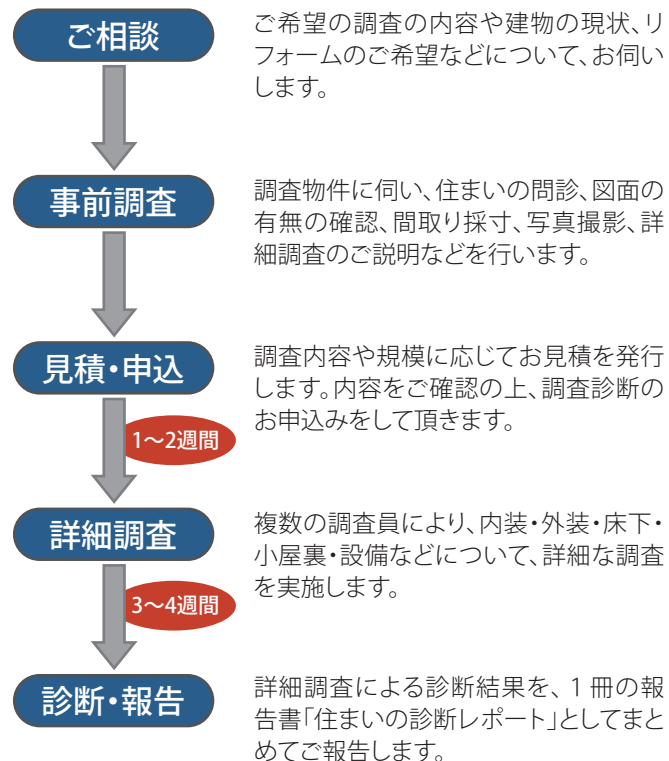 ご相談
ご希望の調査の内容や建物の現状、リ
フォームのご希望などについて、お伺い
します。
事前調査
調査物件に伺い、住まいの問診、図面の
有無の確認、間取り採寸、写真撮影、詳
細調査のご説明などを行います。
見積・申込
調査内容や規模に応じてお見積を発行
します。内容をご確認の上、調査診断の
お申込みをして頂きます。
1〜2週間
詳細調査
複数の調査員により、内装・外装・床下・
小屋裏・設備などについて、詳細な調査
を実施します。
3〜4週間
診断・報告
詳細調査による診断結果を、1冊の報
告書「住まいの診断レポート」としてまと
めてご報告します。